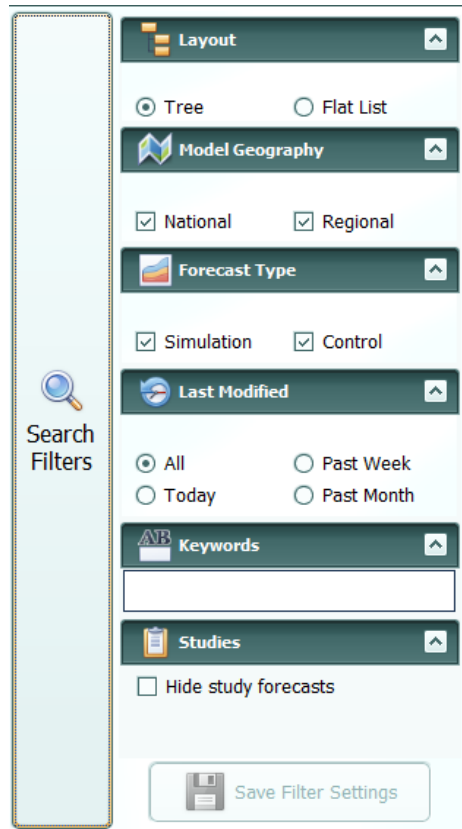 Layout
Tree Flat List
Model Geography
National Regional
Forecast Type
Simulation Control
Search
Filters
Last Modified
All Past Week
Today Past Month
AB Keywords
Studies
Hide study forecasts
Save Filter Settings